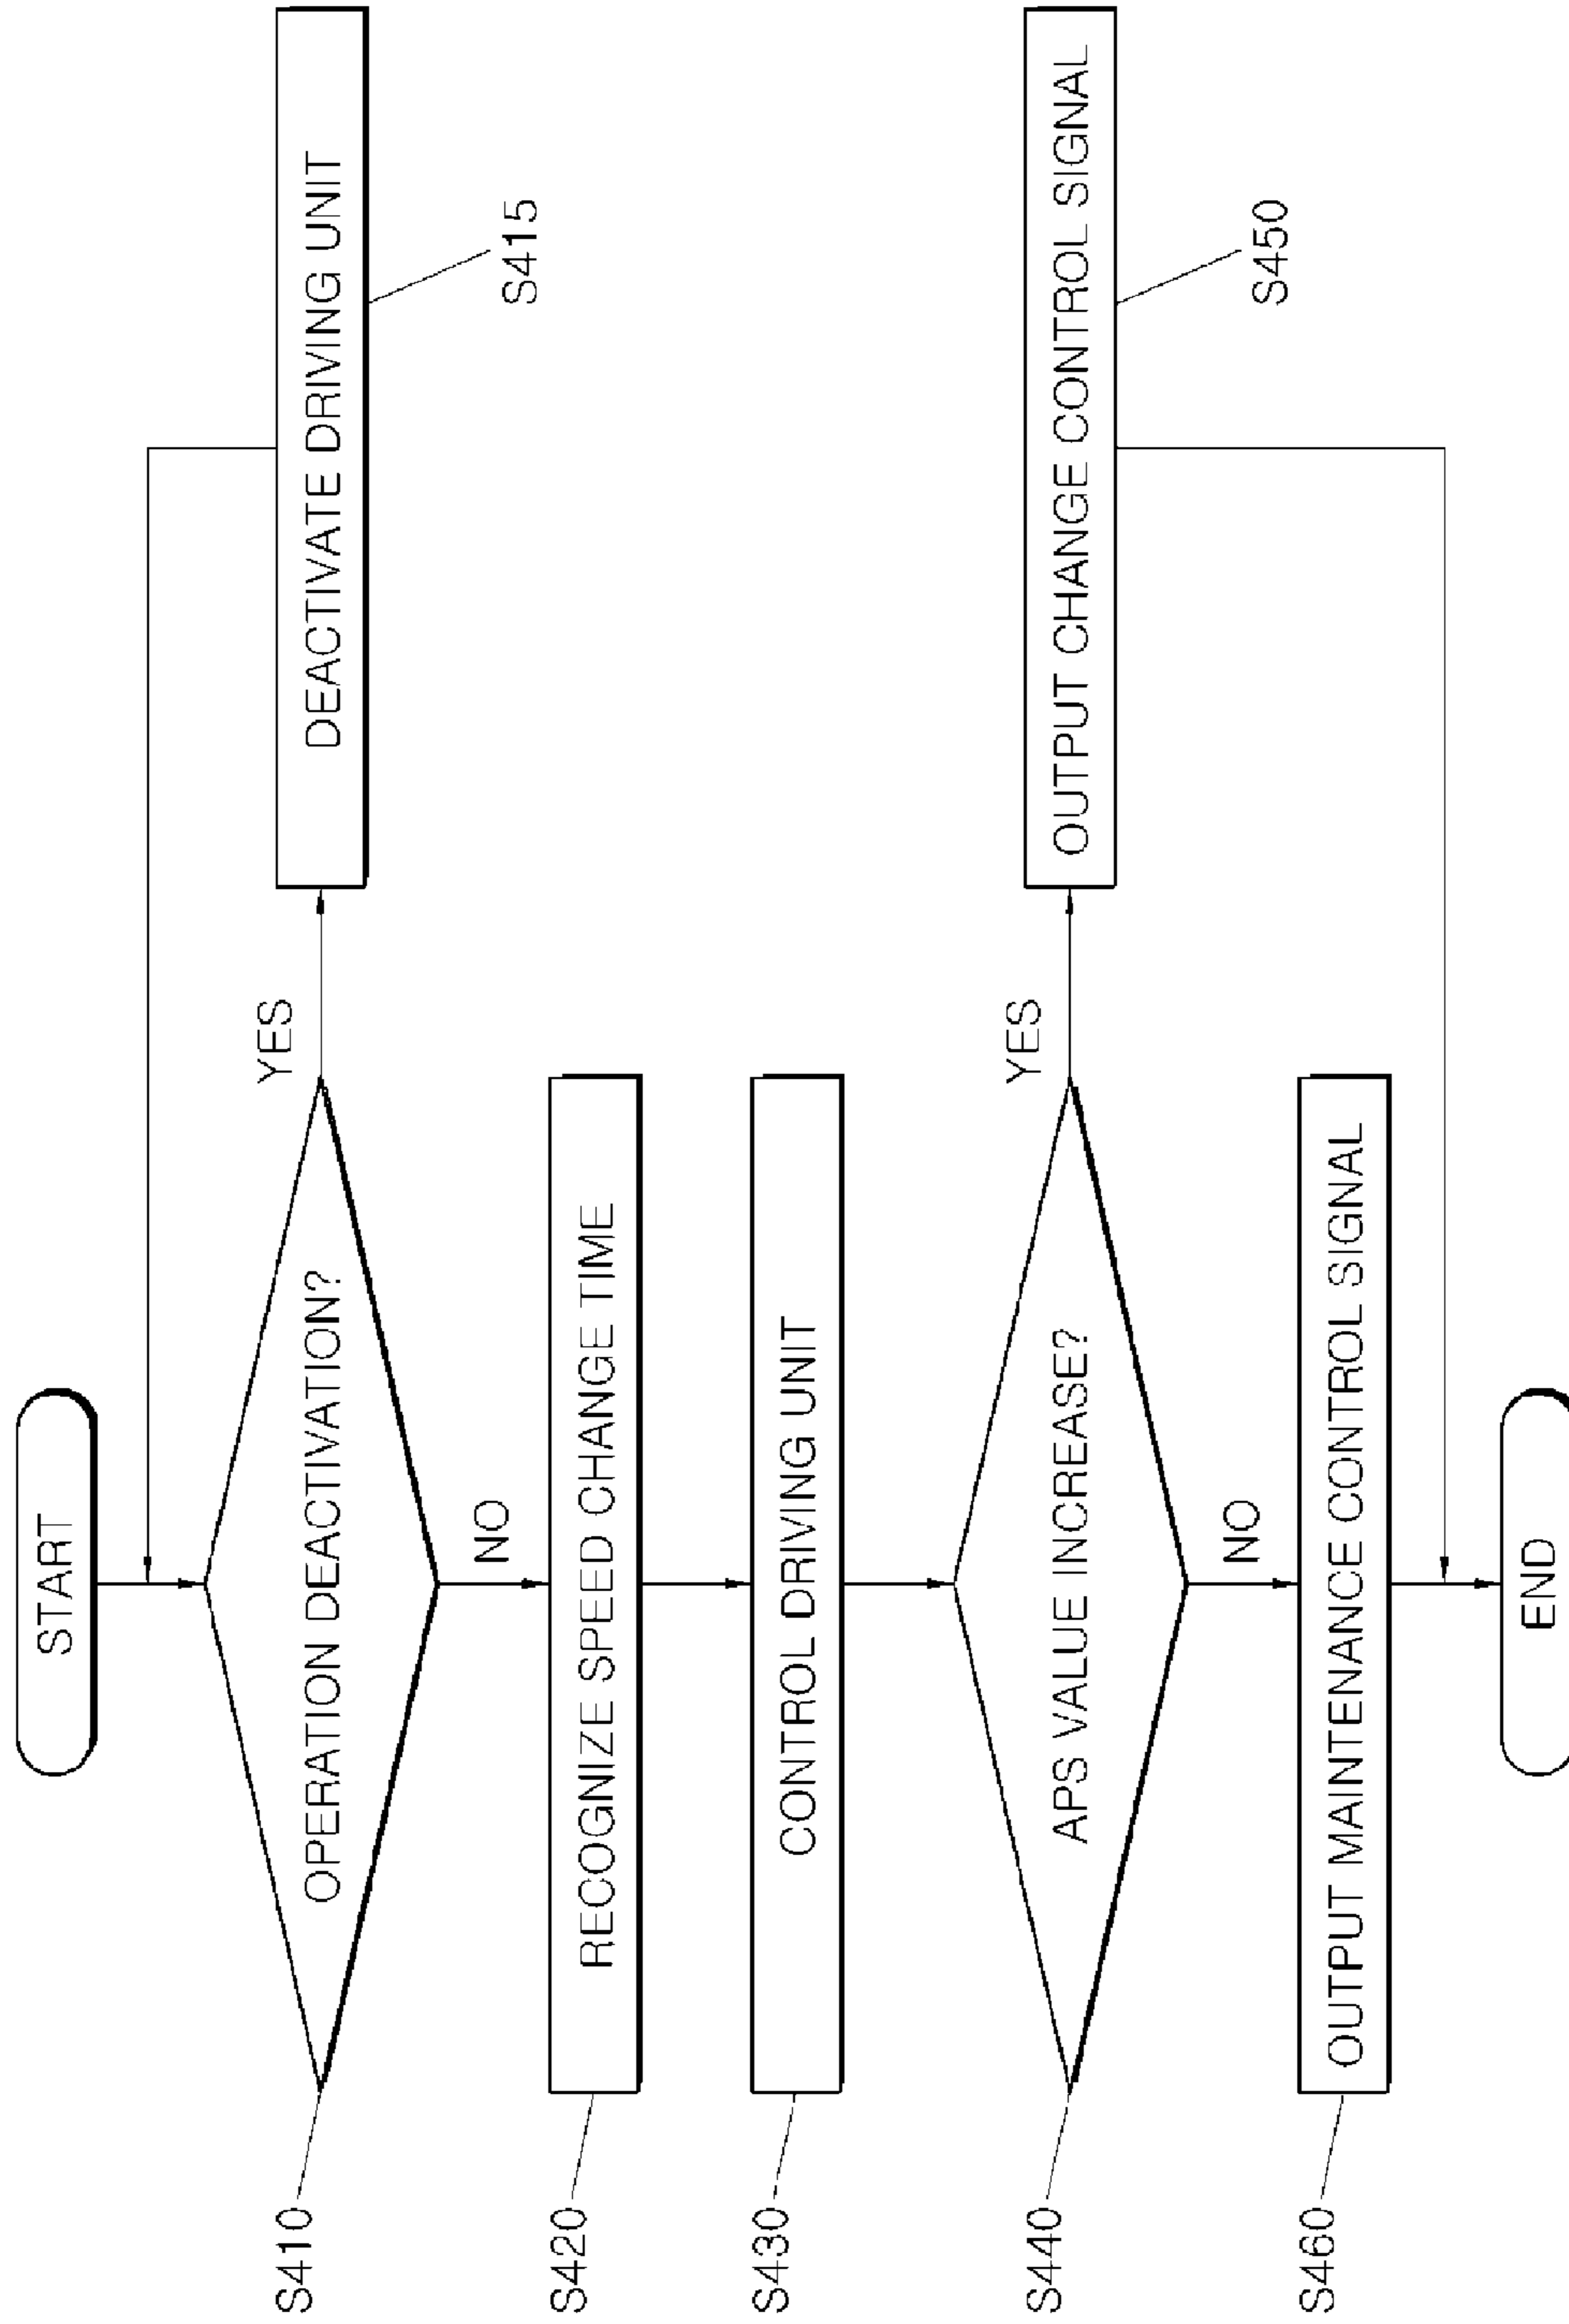 START
S410
OPERATION DEACTIVATION?
YES
DEACTIVATE DRIVING UNIT
S415
NO
S420
RECOGNIZE SPEED CHANGE TIME
S430
CONTROL DRIVING UNIT
S440
APS VALUE INCREASE?
YES
OUTPUT CHANGE CONTROL SIGNAL
S450
NO
S460
OUTPUT MAINTENANCE CONTROL SIGNAL
END